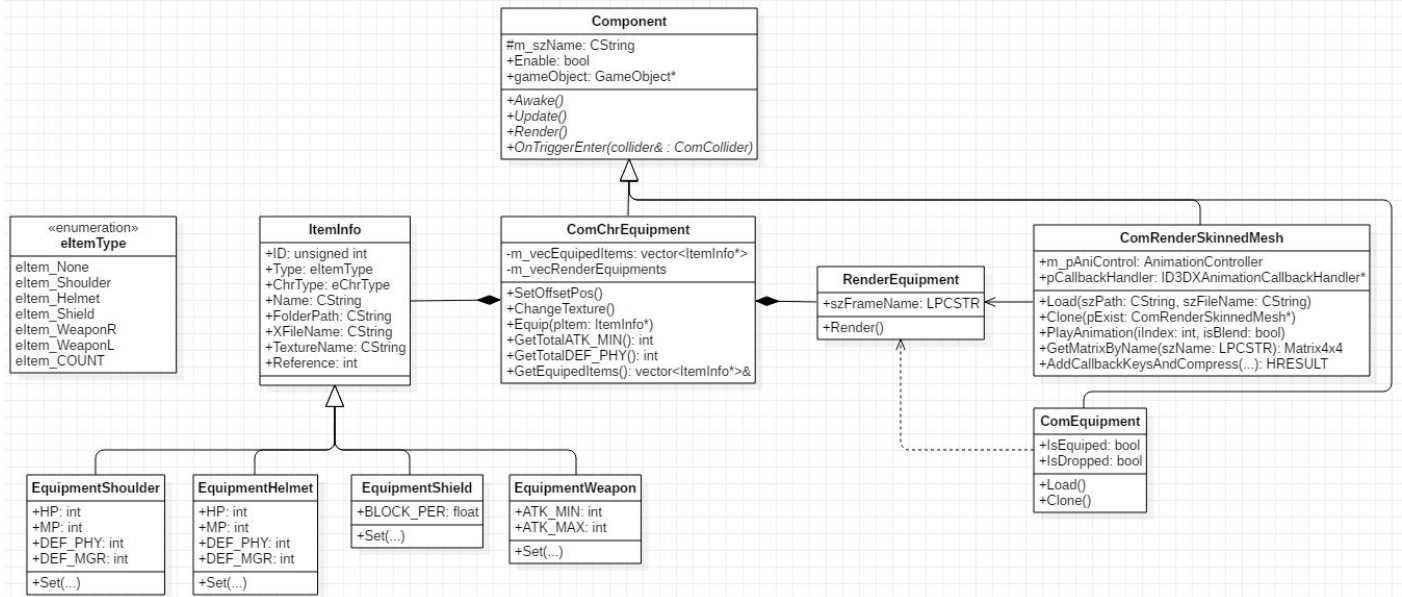 Component
#m_szName: CString
+Enable: bool
+gameObject: GameObject*
+Awake()
+Update()
+Render()
+OnTriggerEnter(collider& : ComCollider)
«enumeration»
eItemType
eItem_None
eItem_Shoulder
eItem_Helmet
eItem_Shield
eItem_WeaponR
eItem_WeaponL
eItem_COUNT
ItemInfo
+ID: unsigned int
+Type: eItemType
+ChrType: eChrType
+Name: CString
+FolderPath: CString
+XFileName: CString
+TextureName: CString
+Reference: int
ComChrEquipment
-m_vecEquipedItems: vector<ItemInfo*>
-m_vecRenderEquipments
+SetOffsetPos()
+ChangeTexture()
+Equip(pItem: ItemInfo*)
+GetTotalATK_MIN(): int
+GetTotalDEF_PHY(): int
+GetEquipedItems(): vector<ItemInfo*>&
RenderEquipment
+szFrameName: LPCSTR
+Render()
ComRenderSkinnedMesh
+m_pAniControl: AnimationController
+pCallbackHandler: ID3DXAnimationCallbackHandler*
+Load(szPath: CString, szFileName: CString)
+Clone(pExist: ComRenderSkinnedMesh*)
+PlayAnimation(iIndex: int, isBlend: bool)
+GetMatrixByName(szName: LPCSTR): Matrix4x4
+AddCallbackKeysAndCompress(...): HRESULT
ComEquipment
+IsEquiped: bool
+IsDropped: bool
+Load()
+Clone()
EquipmentShoulder
+HP: int
+MP: int
+DEF_PHY: int
+DEF_MGR: int
+Set(...)
EquipmentHelmet
+HP: int
+MP: int
+DEF_PHY: int
+DEF_MGR: int
+Set(...)
EquipmentShield
+BLOCK_PER: float
+Set(...)
EquipmentWeapon
+ATK_MIN: int
+ATK_MAX: int
+Set(...)